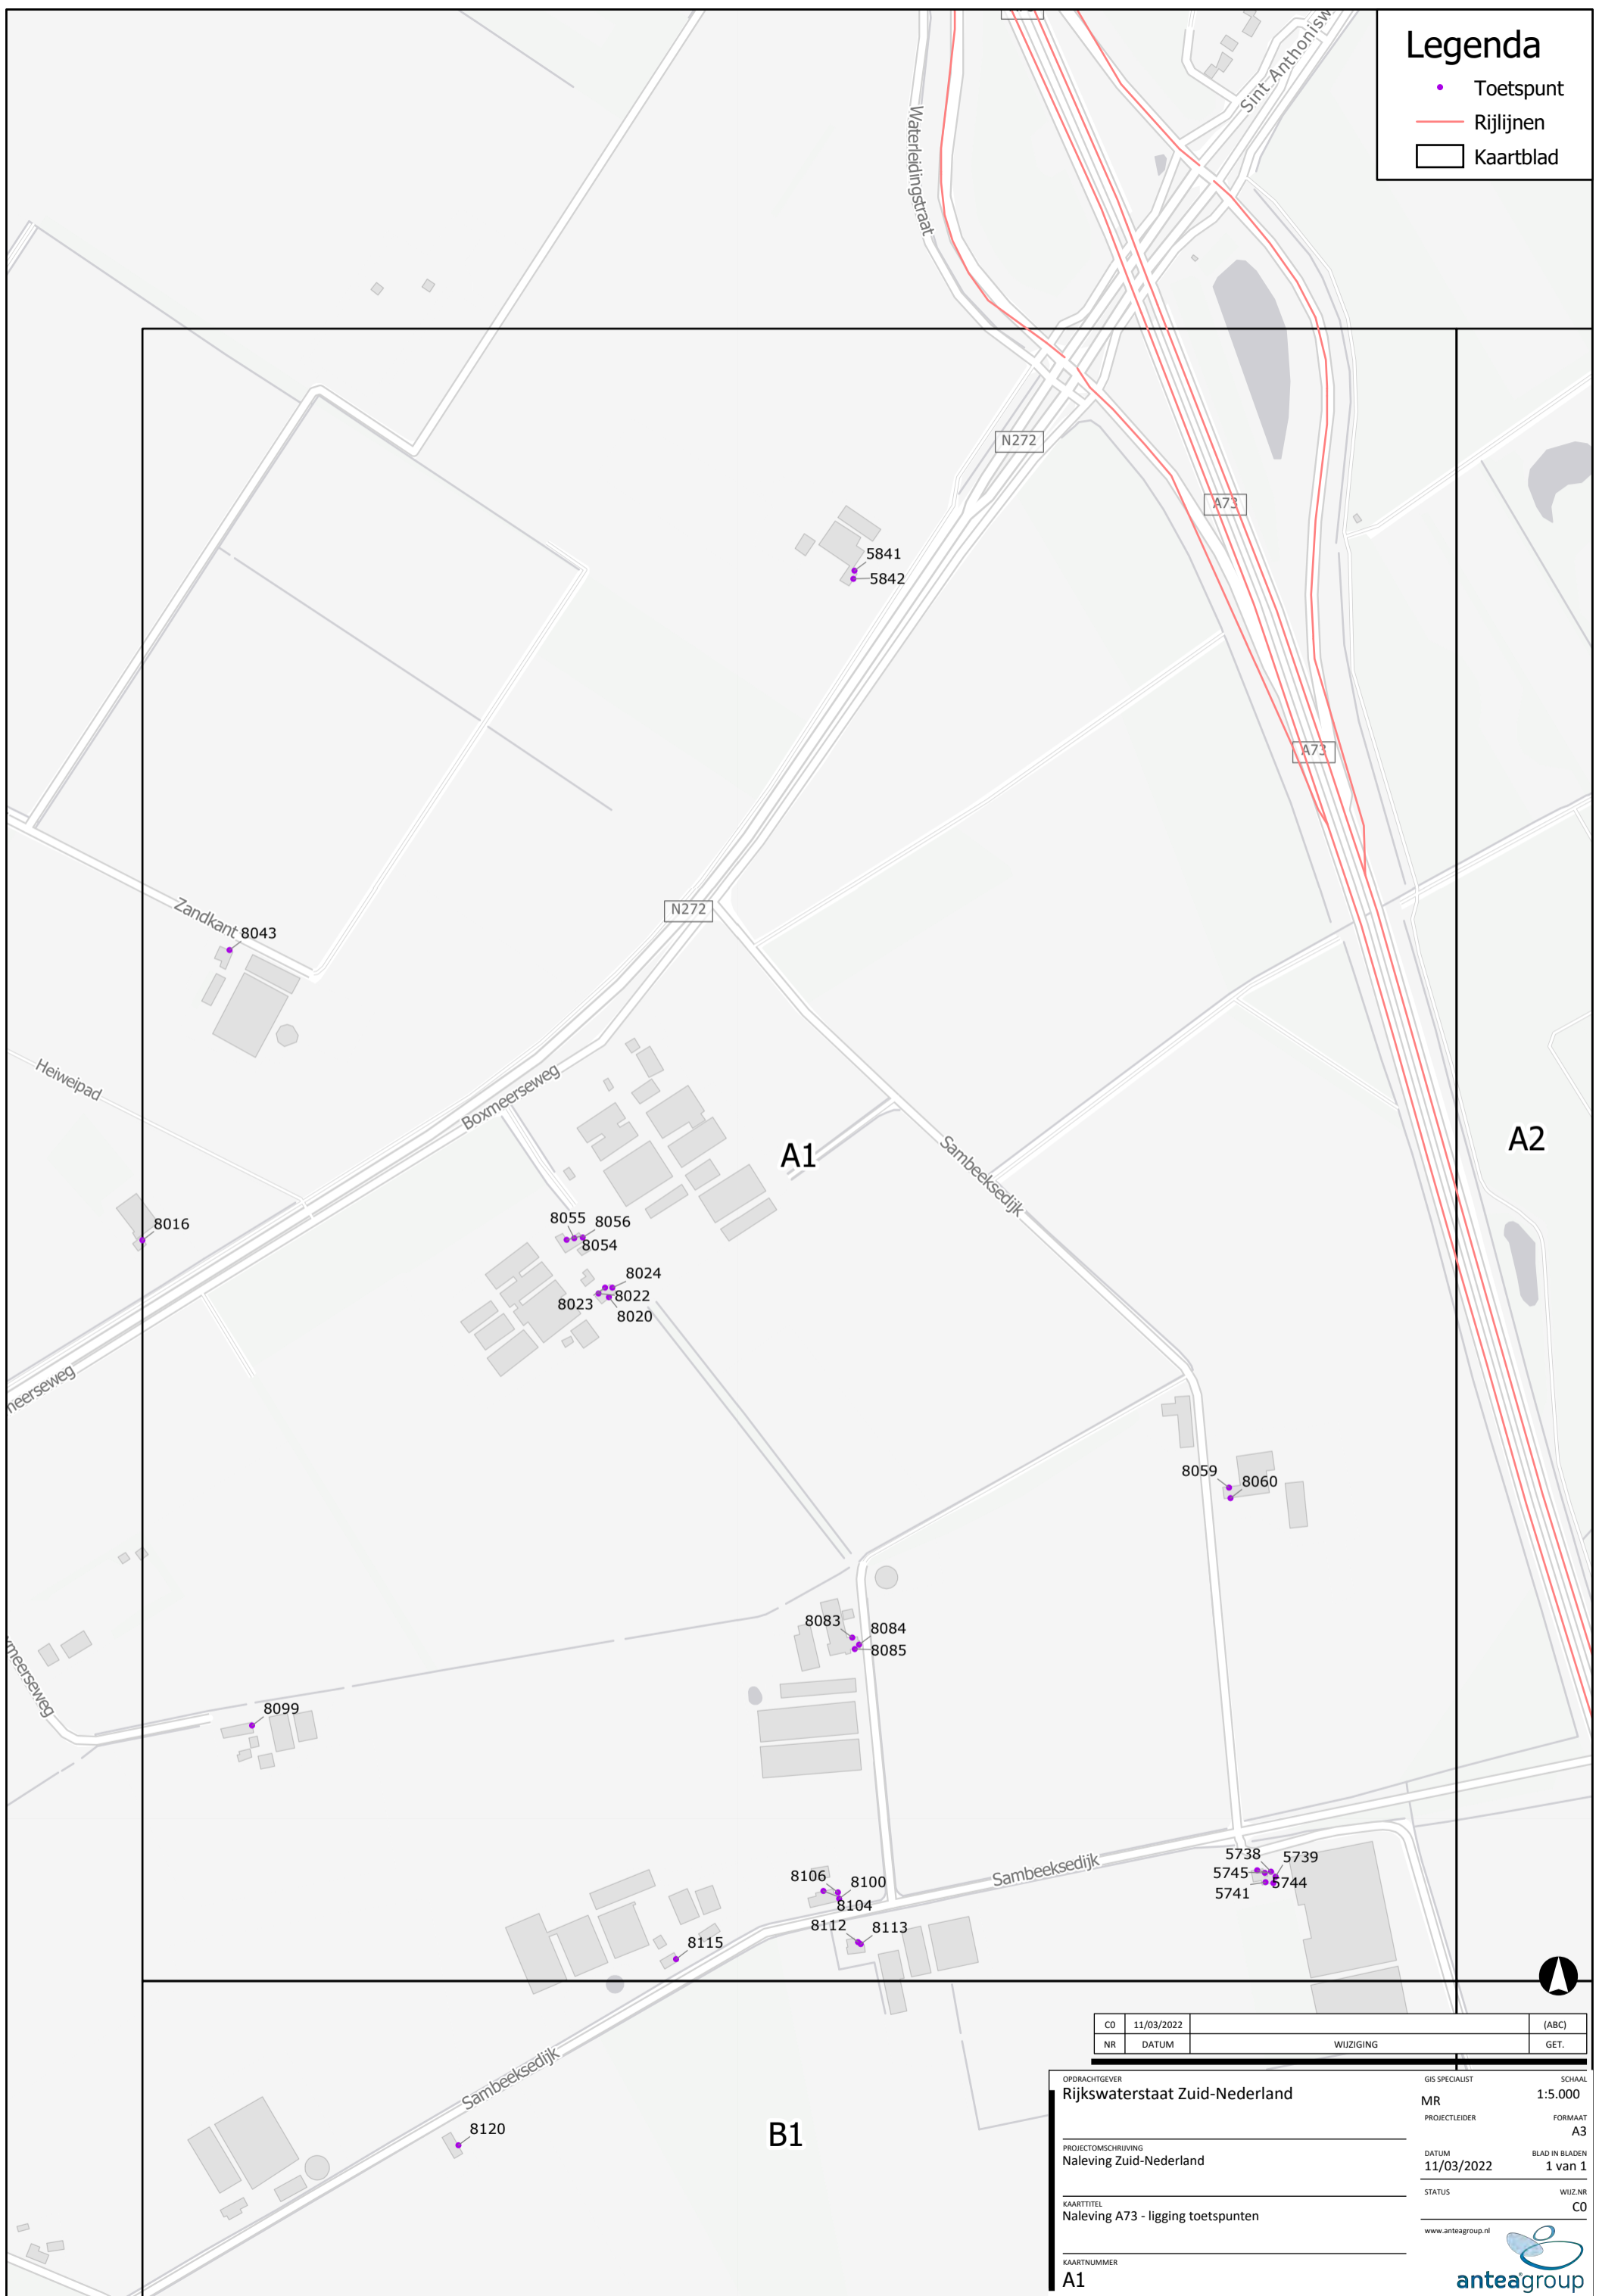 Legenda
Toetspunt
Rijlijnen
Kaartblad
Waterleidingstraat
Sint Anthonisw
N272
A73
5841
5842
A73
N272
Zandkant
8043
Heiweipad
Boxmeerseweg
A1
A2
Sambeeksedijk
8016
8055
8056
8054
8024
8022
8023
8020
meerseweg
8059
8060
8083
8084
8085
meerseweg
8099
Sambeeksedijk
5738
5739
5745
5744
5741
8106
8100
8104
8112
8113
8115
Sambeeksedijk
8120
B1
C0 11/03/2022 (ABC)
NR DATUM WIJZIGING GET.
OPDRACHTGEVER
Rijkswaterstaat Zuid-Nederland
GIS SPECIALIST
MR
SCHAAL
1:5.000
PROJECTLEIDER
FORMAAT
A3
PROJECTOMSCHRIJVING
Naleving Zuid-Nederland
DATUM
11/03/2022
BLAD IN BLADEN
1 van 1
STATUS
WIJZ.NR
C0
KAARTTITEL
Naleving A73 - ligging toetspunten
www.anteagroup.nl
KAARTNUMMER
A1
anteagroup